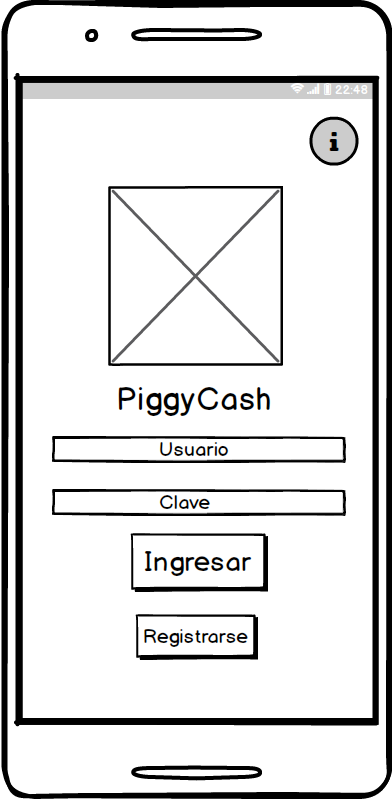 22:48
i
PiggyCash
Usuario
Clave
Ingresar
Registrarse